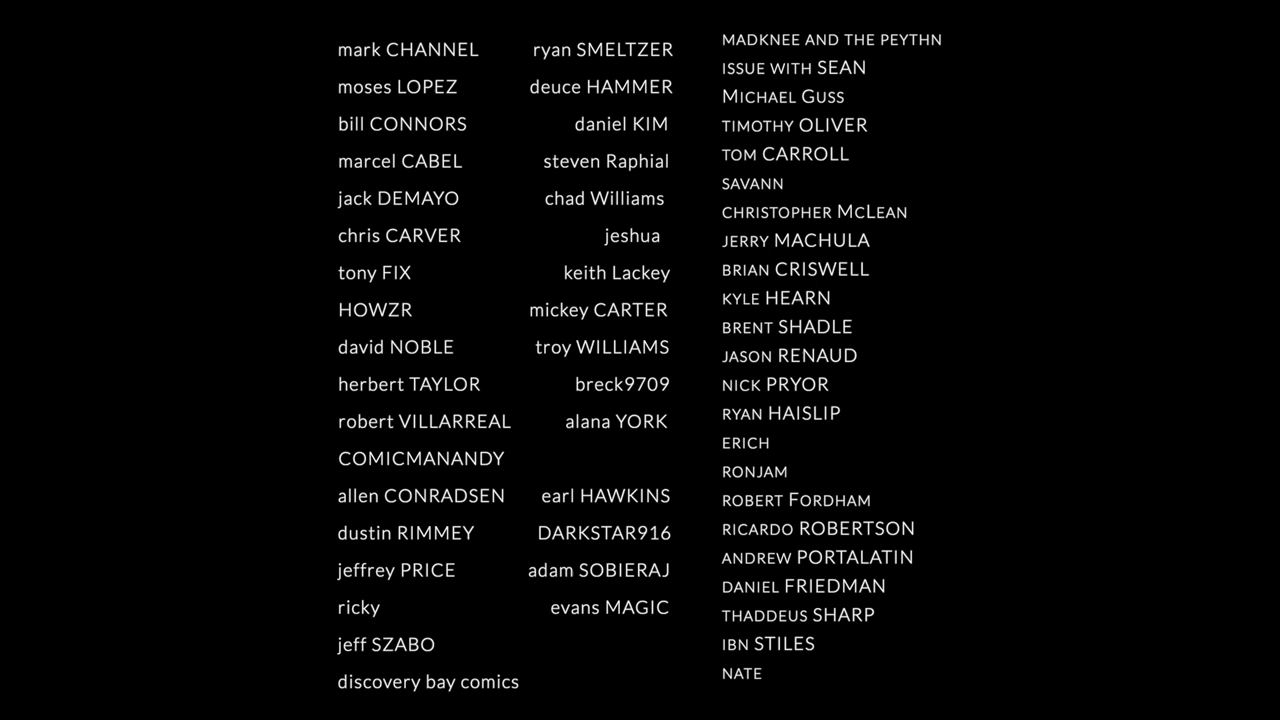 mark CHANNEL
moses LOPEZ
bill CONNORS
marcel CABEL
jack DEMAYO
chris CARVER
tony FIX
HOWZR
david NOBLE
herbert TAYLOR
robert VILLARREAL
COMICMANANDY
allen CONRADSEN
dustin RIMMEY
jeffrey PRICE
ricky
jeff SZABO
discovery bay comics
ryan SMELTZER
deuce HAMMER
daniel KIM
steven Raphial
chad Williams
jeshua
keith Lackey
mickey CARTER
troy WILLIAMS
breck9709
alana YORK
earl HAWKINS
DARKSTAR916
adam SOBIERAJ
evans MAGIC
MADKNEE AND THE PEYTHN
ISSUE WITH SEAN
MICHAEL GUSS
TIMOTHY OLIVER
TOM CARROLL
SAVANN
CHRISTOPHER MCLEAN
JERRY MACHULA
BRIAN CRISWELL
KYLE HEARN
BRENT SHADLE
JASON RENAUD
NICK PRYOR
RYAN HAISLIP
ERICH
RONJAM
ROBERT FORDHAM
RICARDO ROBERTSON
ANDREW PORTALATIN
DANIEL FRIEDMAN
THADDEUS SHARP
IBN STILES
NATE